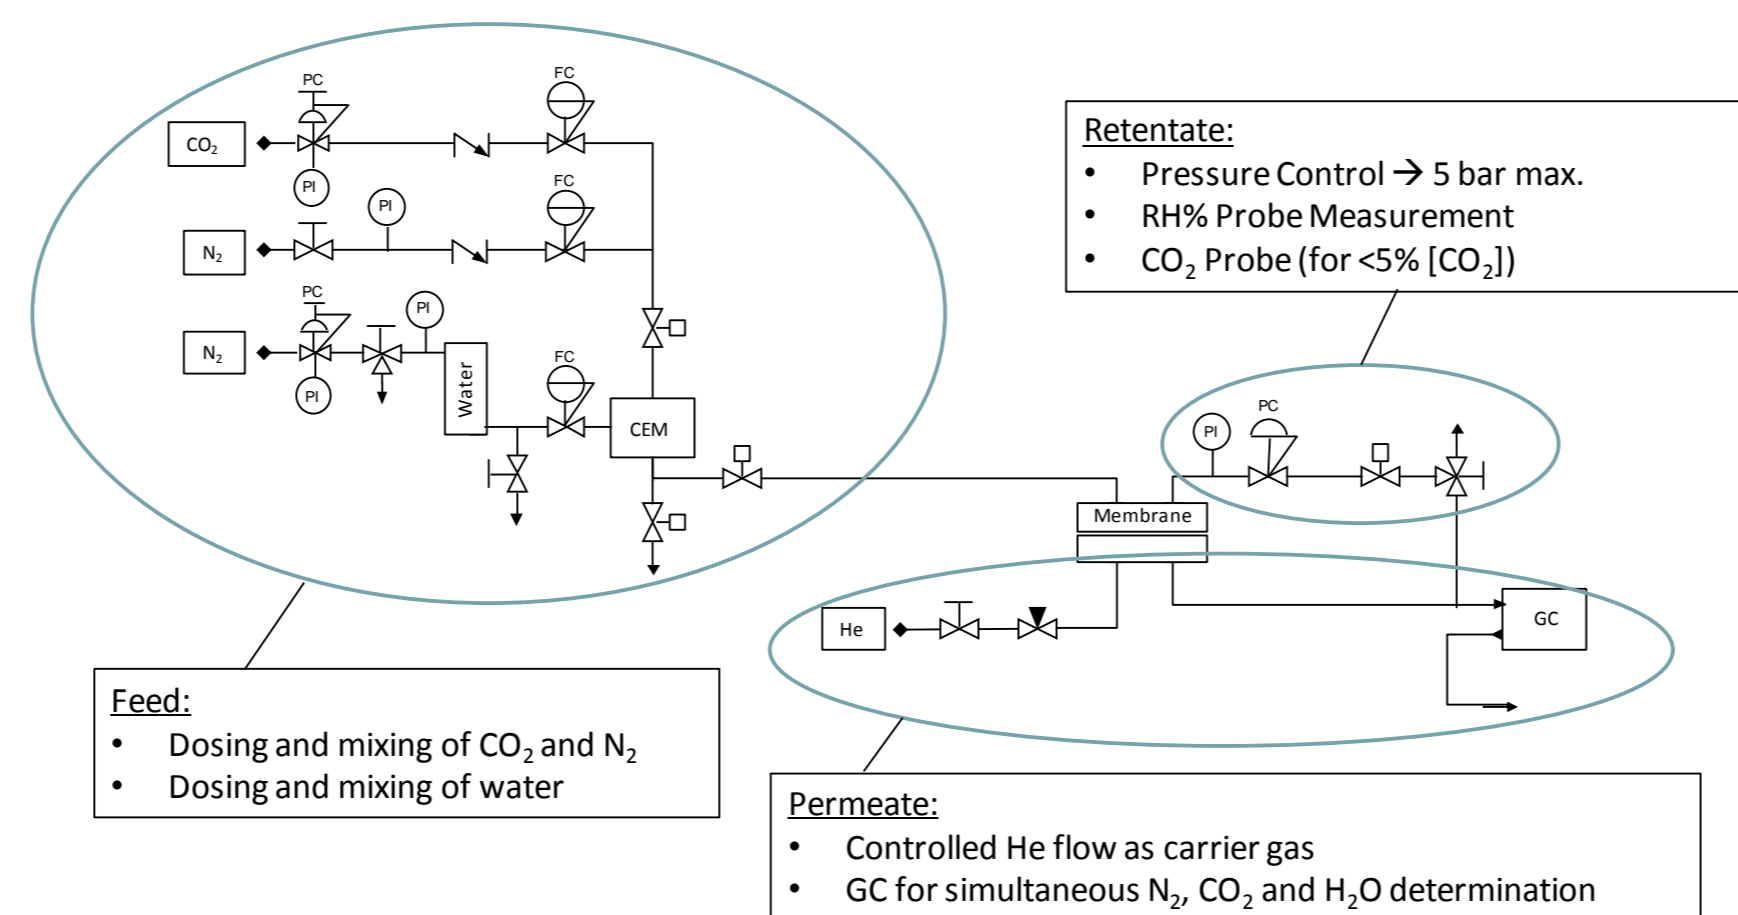 PC
FC
CO₂
PI
FC
PI
N₂
PC
PI
N₂
FC
PI
Water
CEM
Retentate:
• Pressure Control → 5 bar max.
• RH% Probe Measurement
• CO₂ Probe (for <5% [CO₂])
PC
PI
Membrane
He
GC
Feed:
• Dosing and mixing of CO₂ and N₂
• Dosing and mixing of water
Permeate:
• Controlled He flow as carrier gas
• GC for simultaneous N₂, CO₂ and H₂O determination